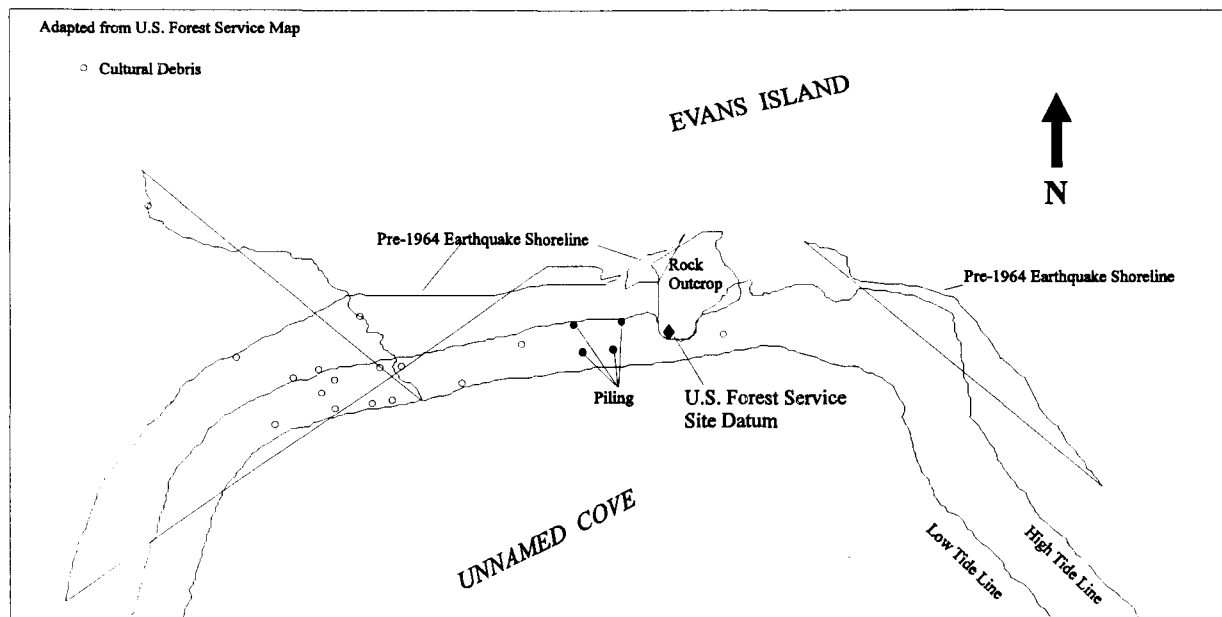 Adapted from U.S. Forest Service Map
Cultural Debris
EVANS ISLAND
N
Pre-1964 Earthquake Shoreline
Rock
Outcrop
Pre-1964 Earthquake Shoreline
Piling
U.S. Forest Service
Site Datum
UNNAMED COVE
Low Tide Line
High Tide Line